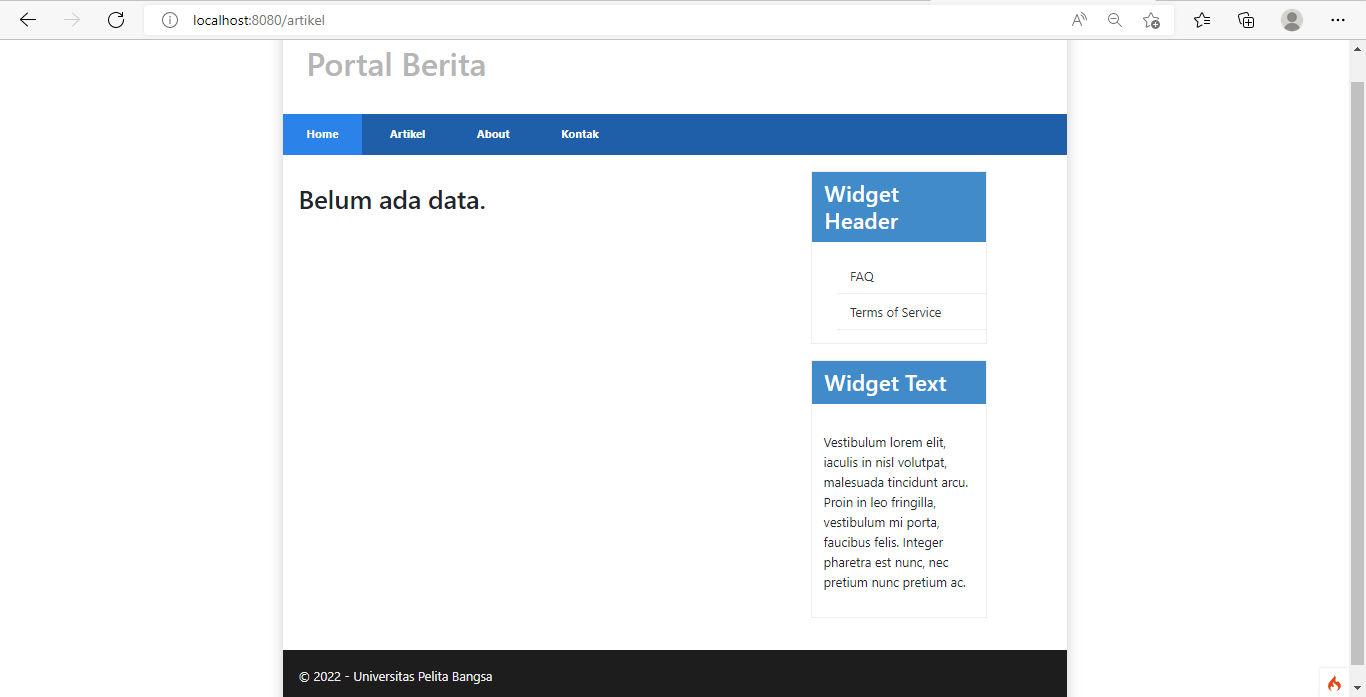 localhost:8080/artikel
Portal Berita
Home Artikel About Kontak
Belum ada data.
Widget
Header
FAQ
Terms of Service
Widget Text
Vestibulum lorem elit,
iaculis in nisl volutpat,
malesuada tincidunt arcu.
Proin in leo fringilla,
vestibulum mi porta,
faucibus felis. Integer
pharetra est nunc, nec
pretium nunc pretium ac.
© 2022 - Universitas Pelita Bangsa